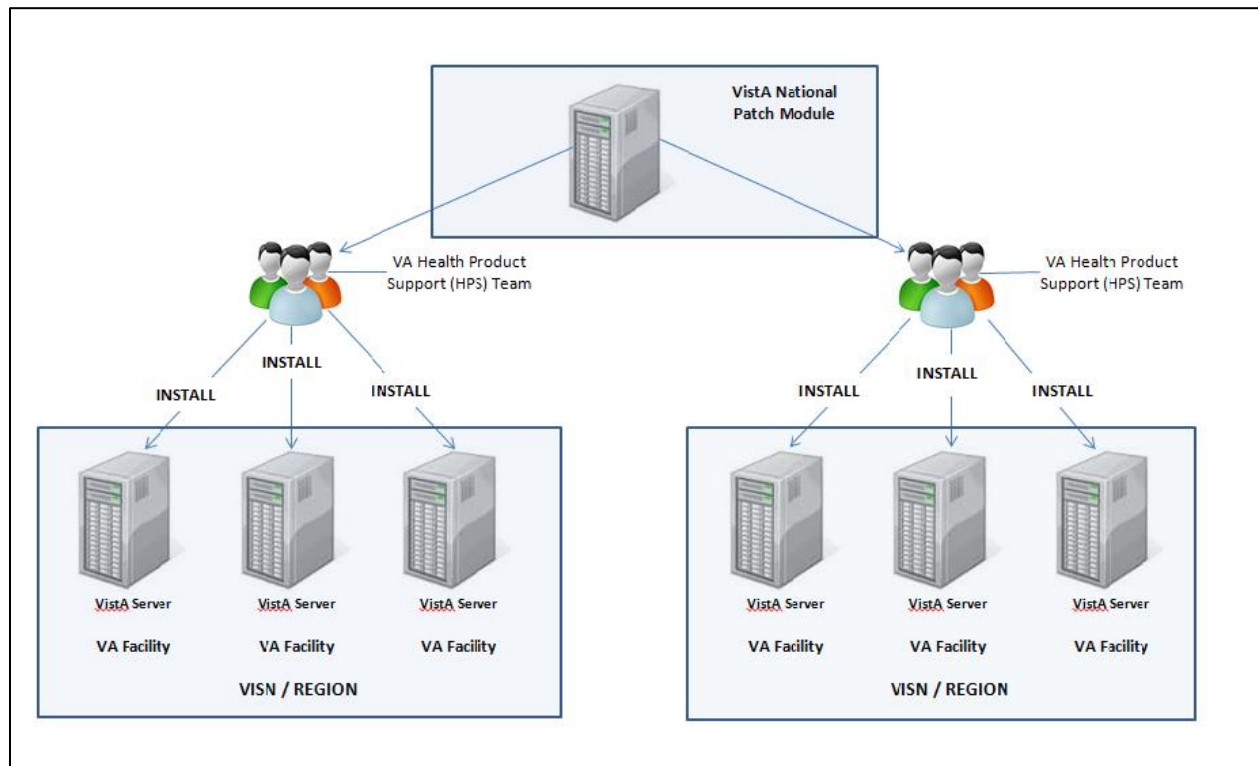 VistA National
Patch Module
VA Health Product
Support (HPS) Team
VA Health Product
Support (HPS) Team
INSTALL
INSTALL
INSTALL
INSTALL
INSTALL
INSTALL
VistA Server
VistA Server
VistA Server
VA Facility
VA Facility
VA Facility
VISN / REGION
VistA Server
VistA Server
VistA Server
VA Facility
VA Facility
VA Facility
VISN / REGION